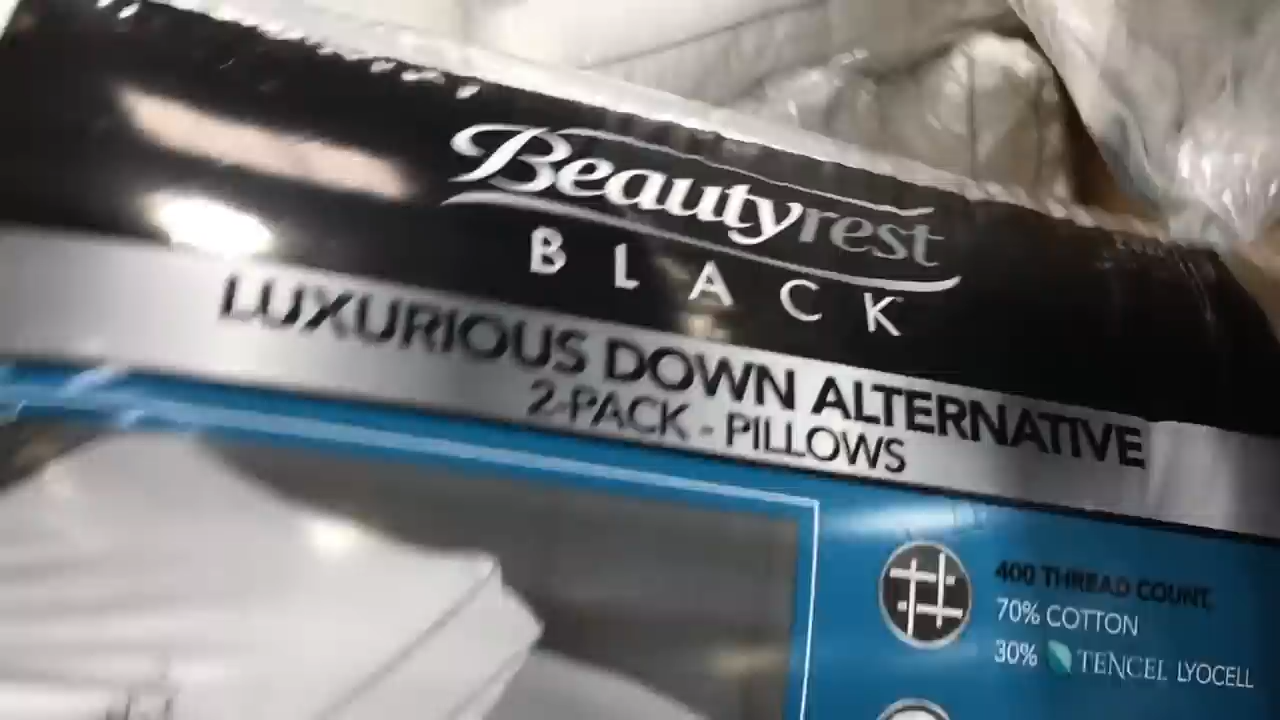 Beautyrest
BLACK
LUXURIOUS DOWN ALTERNATIVE
2-PACK - PILLOWS
400 THREAD COUNT,
70% COTTON
30% TENCEL LYOCELL